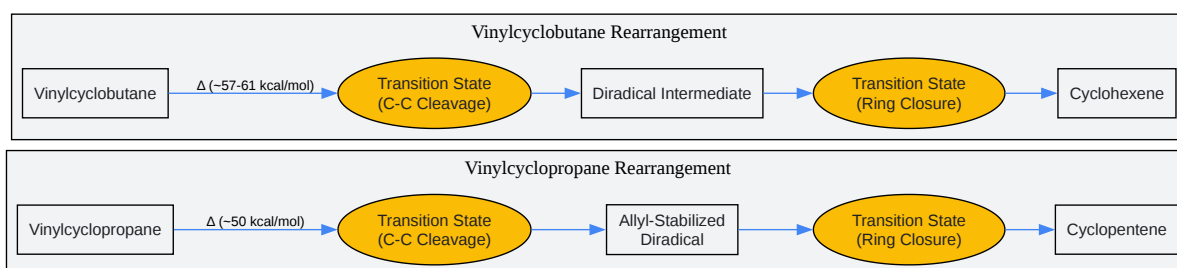 Vinylcyclobutane Rearrangement
Vinylcyclobutane
Δ (~57-61 kcal/mol)
Transition State
(C-C Cleavage)
Diradical Intermediate
Transition State
(Ring Closure)
Cyclohexene
Vinylcyclopropane Rearrangement
Vinylcyclopropane
Δ (~50 kcal/mol)
Transition State
(C-C Cleavage)
Allyl-Stabilized
Diradical
Transition State
(Ring Closure)
Cyclopentene